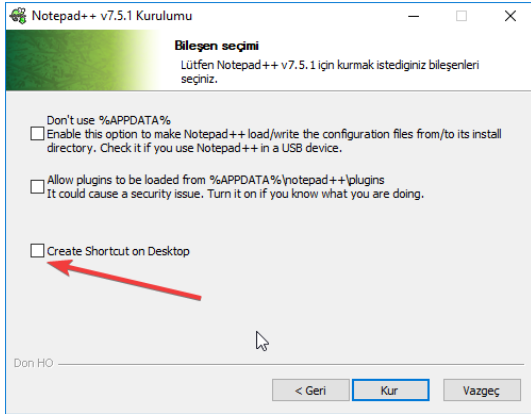 Notepad++ v7.5.1 Kurulumu
Bileşen seçimi
Lütfen Notepad++ v7.5.1 için kurmak istediginiz bileşenleri
seçiniz.
Don't use %APPDATA%
Enable this option to make Notepad++ load/write the configuration files from/to its install
directory. Check it if you use Notepad++ in a USB device.
Allow plugins to be loaded from %APPDATA%\notepad++\plugins
It could cause a security issue. Turn it on if you know what you are doing.
Create Shortcut on Desktop
Don HO
< Geri
Kur
Vazgeç